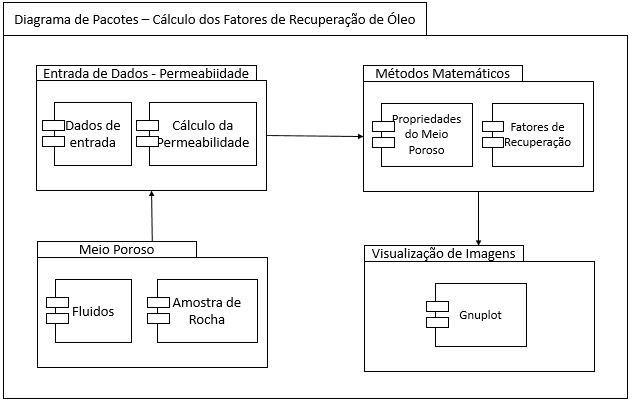 Diagrama de Pacotes – Cálculo dos Fatores de Recuperação de Óleo
Entrada de Dados - Permeabiidade
Dados de
entrada
Cálculo da
Permeabilidade
Métodos Matemáticos
Propriedades
do Meio
Poroso
Fatores de
Recuperação
Meio Poroso
Fluidos
Amostra de
Rocha
Visualização de Imagens
Gnuplot